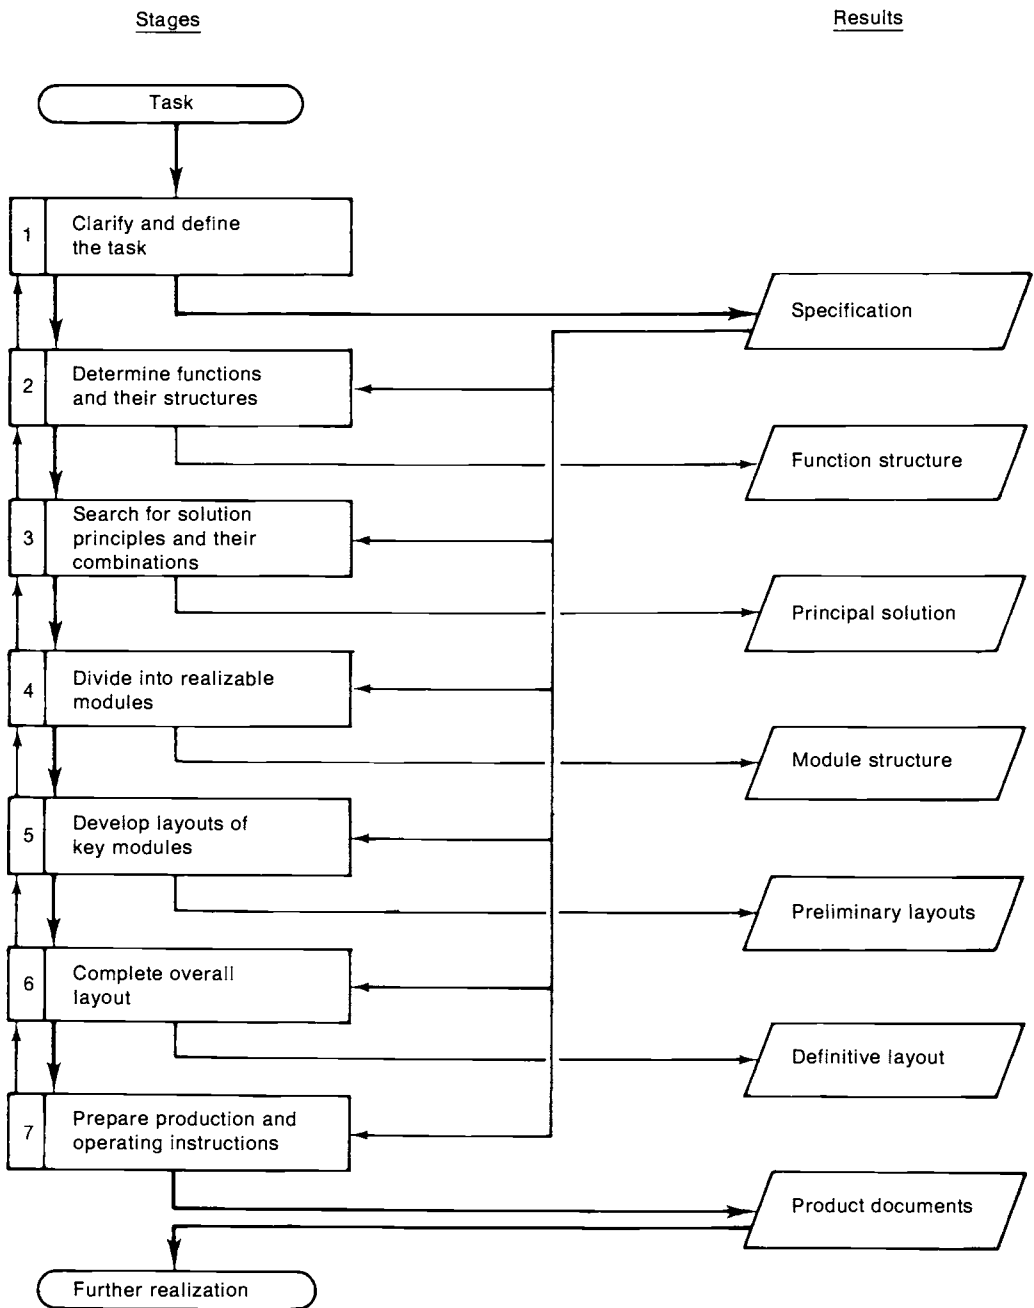 Stages
Results
Task
1
Clarify and define
the task
Specification
2
Determine functions
and their structures
Function structure
3
Search for solution
principles and their
combinations
Principal solution
4
Divide into realizable
modules
Module structure
5
Develop layouts of
key modules
Preliminary layouts
6
Complete overall
layout
Definitive layout
7
Prepare production and
operating instructions
Product documents
Further realization